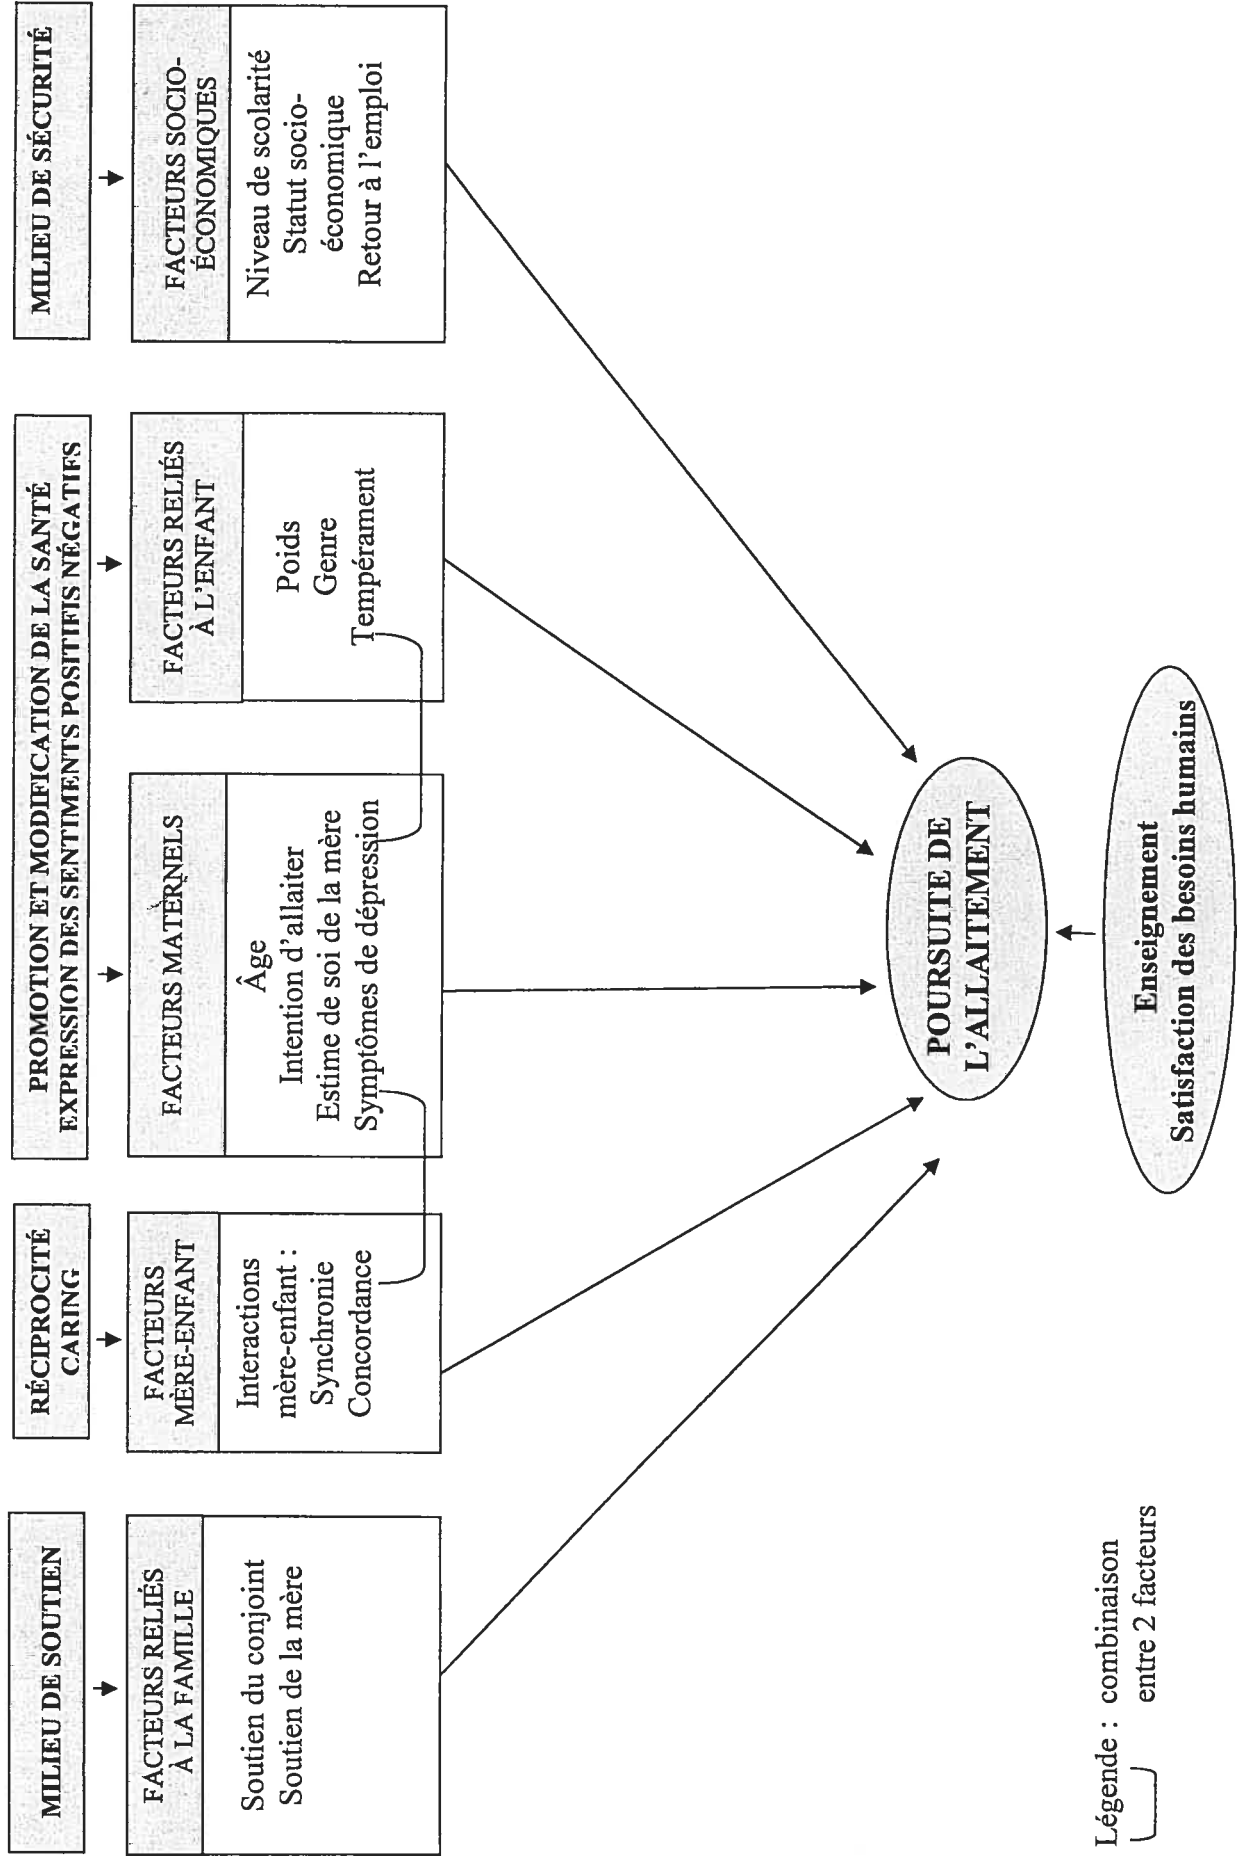 MILIEU DE SOUTIEN
FACTEURS RELIÉS
À LA FAMILLE
Soutien du conjoint
Soutien de la mère
RÉCIPROCITÉ
CARING
FACTEURS
MÈRE-ENFANT
Interactions
mère-enfant :
Synchronie
Concordance
PROMOTION ET MODIFICATION DE LA SANTÉ
EXPRESSION DES SENTIMENTS POSITIFS NÉGATIFS
FACTEURS MATERNELS
Âge
Intention d'allaiter
Estime de soi de la mère
Symptômes de dépression
FACTEURS RELIÉS
À L'ENFANT
Poids
Genre
Tempérament
MILIEU DE SÉCURITÉ
FACTEURS SOCIO-
ÉCONOMIQUES
Niveau de scolarité
Statut socio-
économique
Retour à l'emploi
POURSUITE DE
L'ALLAITEMENT
Enseignement
Satisfaction des besoins humains
Légende : combinaison
entre 2 facteurs